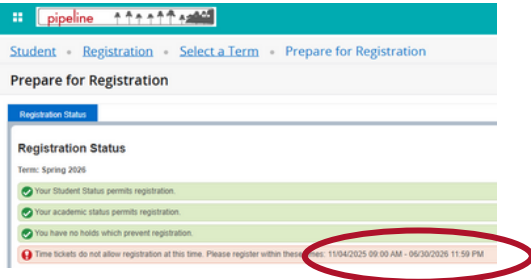 pipeline
Student • Registration • Select a Term • Prepare for Registration
Prepare for Registration
Registration Status
Registration Status
Term: Spring 2026
Your Student Status permits registration.
Your academic status permits registration.
You have no holds which prevent registration.
Time tickets do not allow registration at this time. Please register within these times: 11/04/2025 09:00 AM - 06/30/2026 11:59 PM